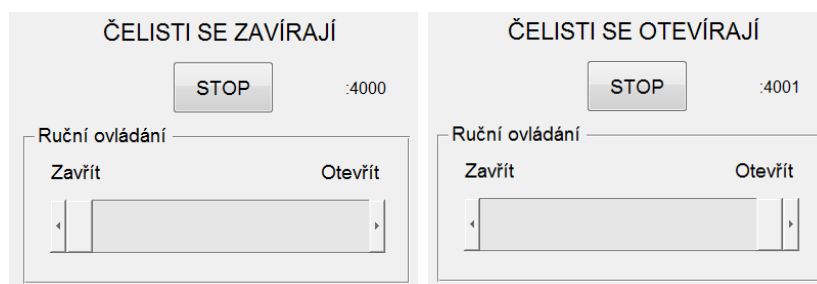 ČELISTI SE ZAVÍRAJÍ
STOP :4000
Ruční ovládání
Zavřít Otevřít
ČELISTI SE OTEVÍRAJÍ
STOP :4001
Ruční ovládání
Zavřít Otevřít